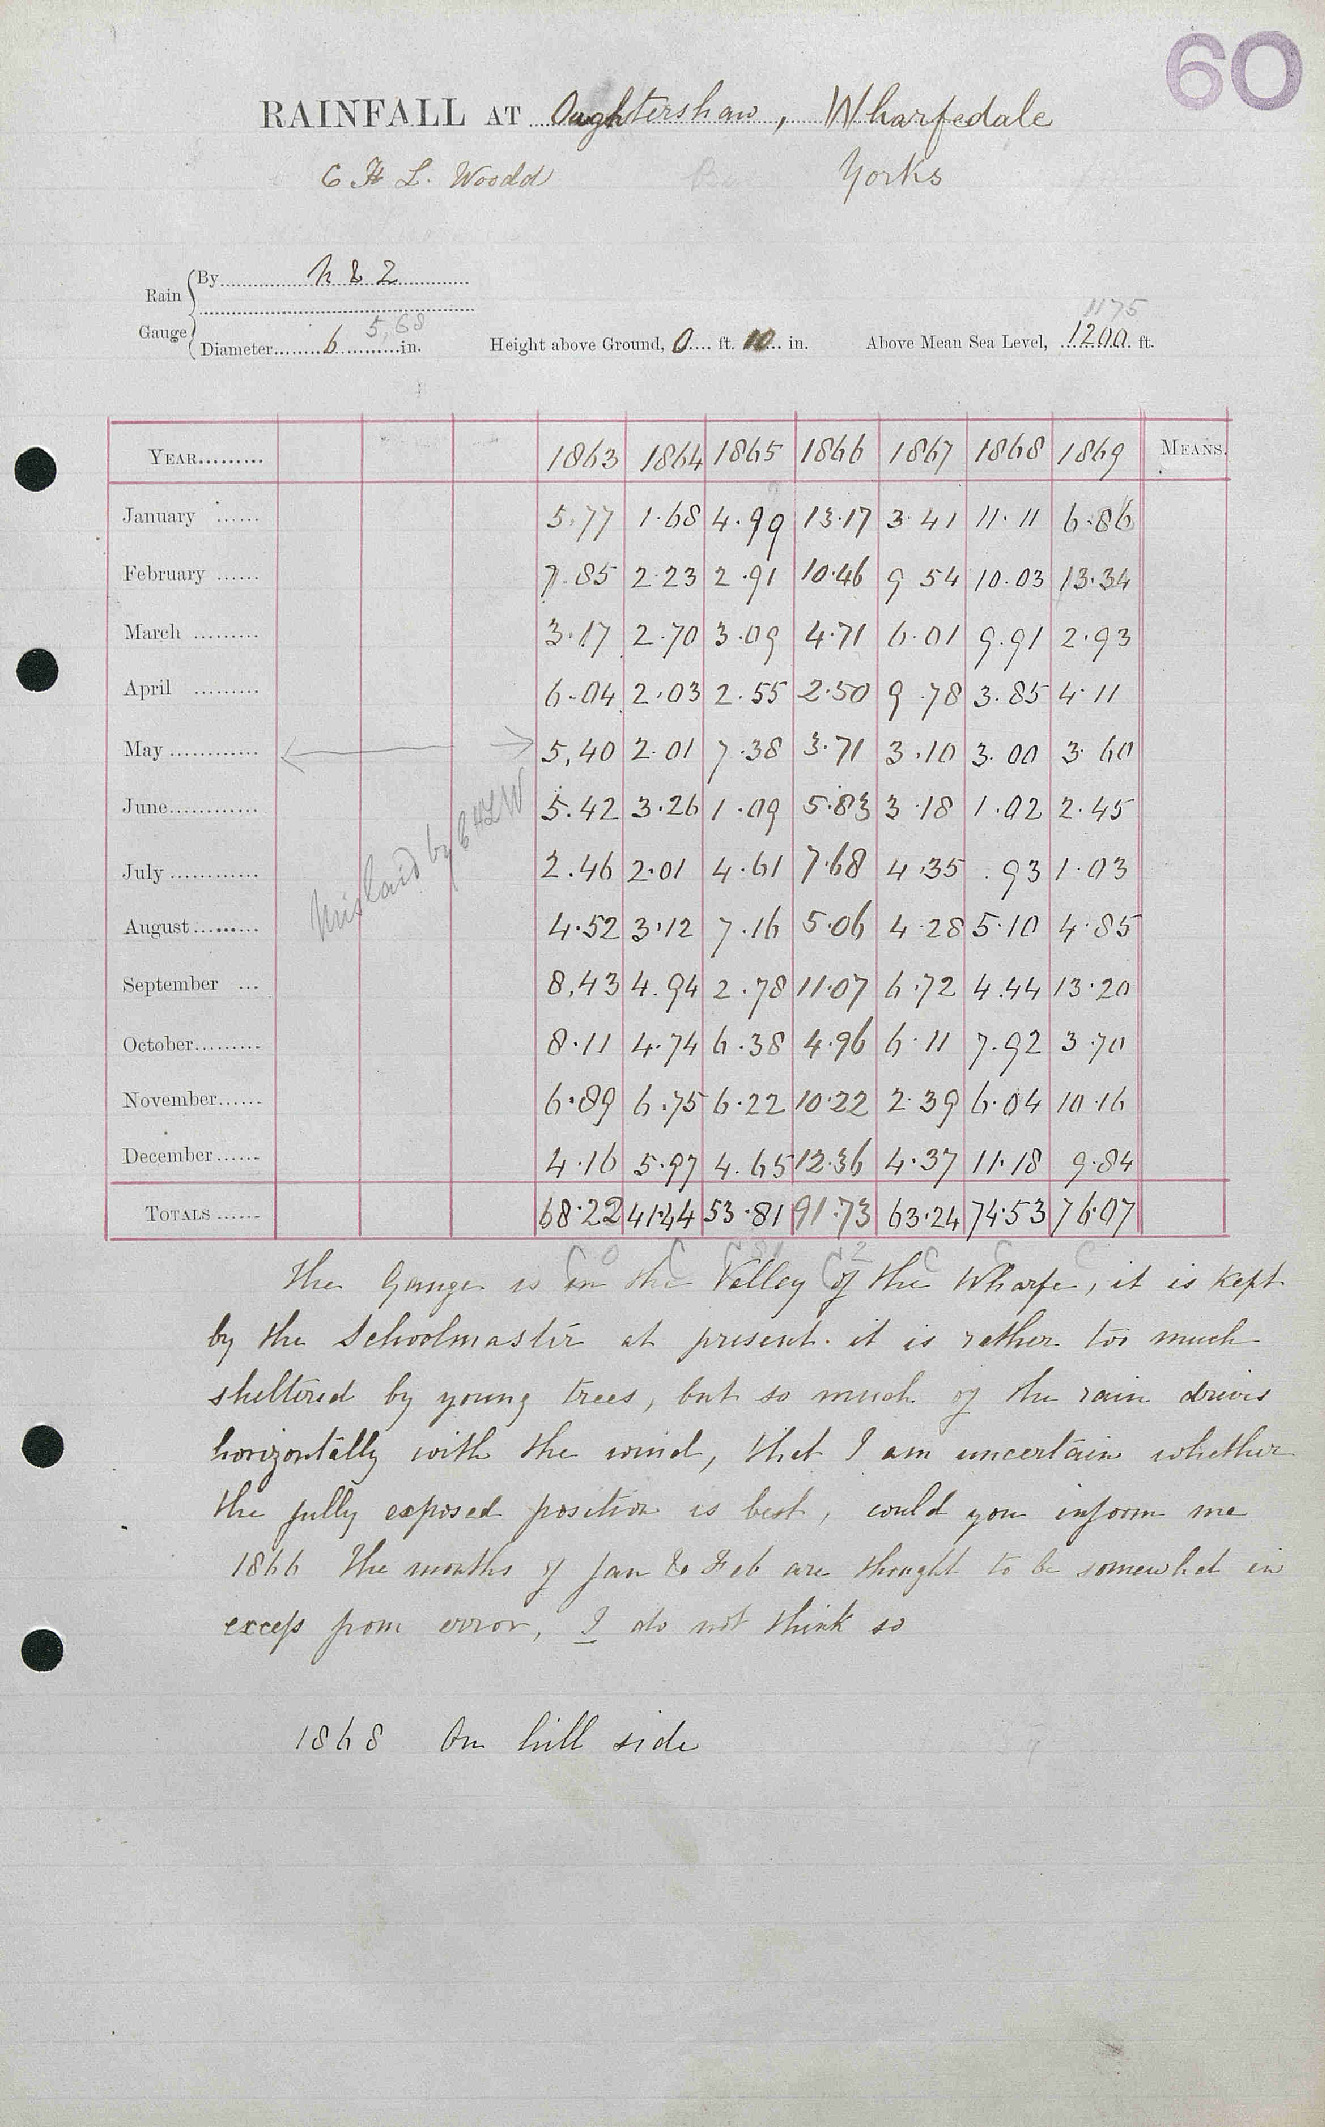 60
RAINFALL AT Oughtershaw, Wharfedale
C H L. Woodd Yorks
Rain Gauge { By N & Z
Diameter 6 in. 5,68 Height above Ground, 0 ft. 10 in. Above Mean Sea Level, 1200 ft. 1175
YEAR 1863 1864 1865 1866 1867 1868 1869 MEANS.
January 5.77 1.68 4.99 13.17 3.41 11.11 6.86
February 7.85 2.23 2.91 10.46 9 54 10.03 13.34
March 3.17 2.70 3.09 4.71 6.01 9.91 2.93
April 6.04 2.03 2.55 2.50 9.78 3.85 4.11
May 5,40 2.01 7.38 3.71 3.10 3.00 3.60
June 5.42 3.26 1.09 5.83 3.18 1.02 2.45
July 2.46 2.01 4.61 7.68 4.35 .93 1.03
August 4.52 3.12 7.16 5.06 4.28 5.10 4.85
September 8,43 4.94 2.78 11.07 6.72 4.44 13.20
October 8.11 4.74 6.38 4.96 6.11 7.92 3.70
November 6.89 6.75 6.22 10.22 2.39 6.04 10.16
December 4.16 5.97 4.65 12.36 4.37 11.18 9.84
TOTALS 68.22 41.44 53.81 91.73 63.24 74.53 76.07
Mislaid by CHLW
The Gauge is in the Valley of the Wharfe, it is kept
by the Schoolmaster at present. it is rather too much
sheltered by young trees, but so much of the rain drives
horizontally with the wind, that I am uncertain whether
the fully exposed position is best, could you inform me
1866 The months of Jan & Feb are thought to be somewhat in
excess from error, I do not think so
1868 On hill side